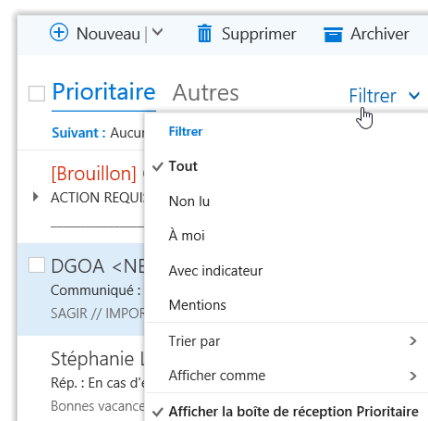 Nouveau | Supprimer Archiver
Prioritaire Autres Filtrer
Suivant : Aucun
Filtrer
[Brouillon]
Tout
ACTION REQUI
Non lu
À moi
DGOA <NE
Avec indicateur
Communiqué :
Mentions
SAGIR // IMPOR
Trier par
Stéphanie L
Afficher comme
Rép. : En cas d'é
Bonnes vacance
Afficher la boîte de réception Prioritaire